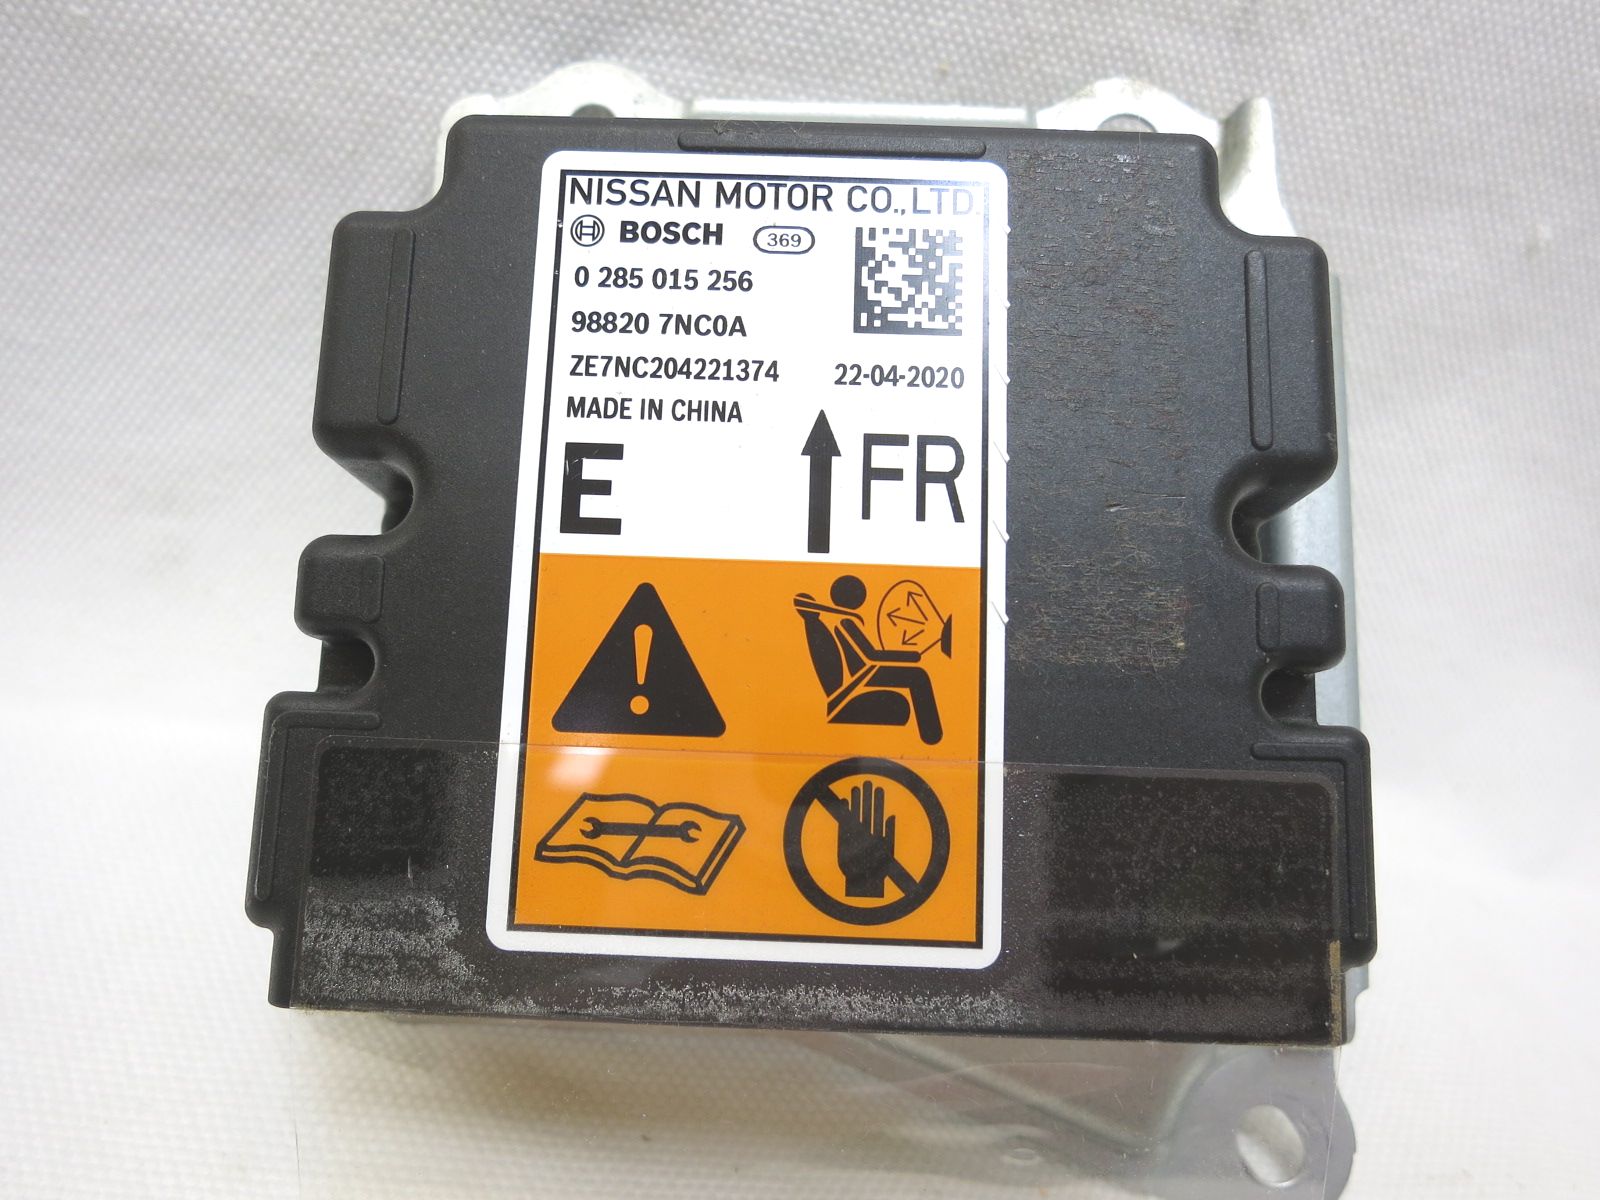 NISSAN MOTOR CO., LTD.
BOSCH 369
0 285 015 256
98820 7NC0A
ZE7NC204221374 22-04-2020
MADE IN CHINA
E FR